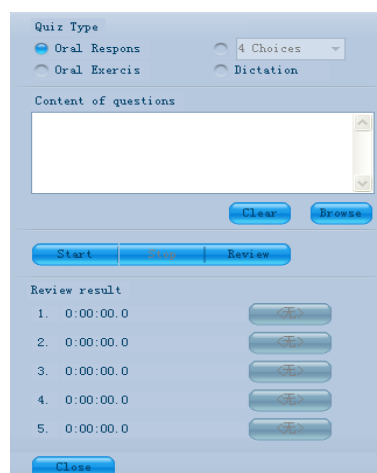 Quiz Type
Oral Respons
4 Choices
Oral Exercis
Dictation
Content of questions
Clear Browse
Start Stop Review
Review result
1. 0:00:00.0 <无>
2. 0:00:00.0 <无>
3. 0:00:00.0 <无>
4. 0:00:00.0 <无>
5. 0:00:00.0 <无>
Close